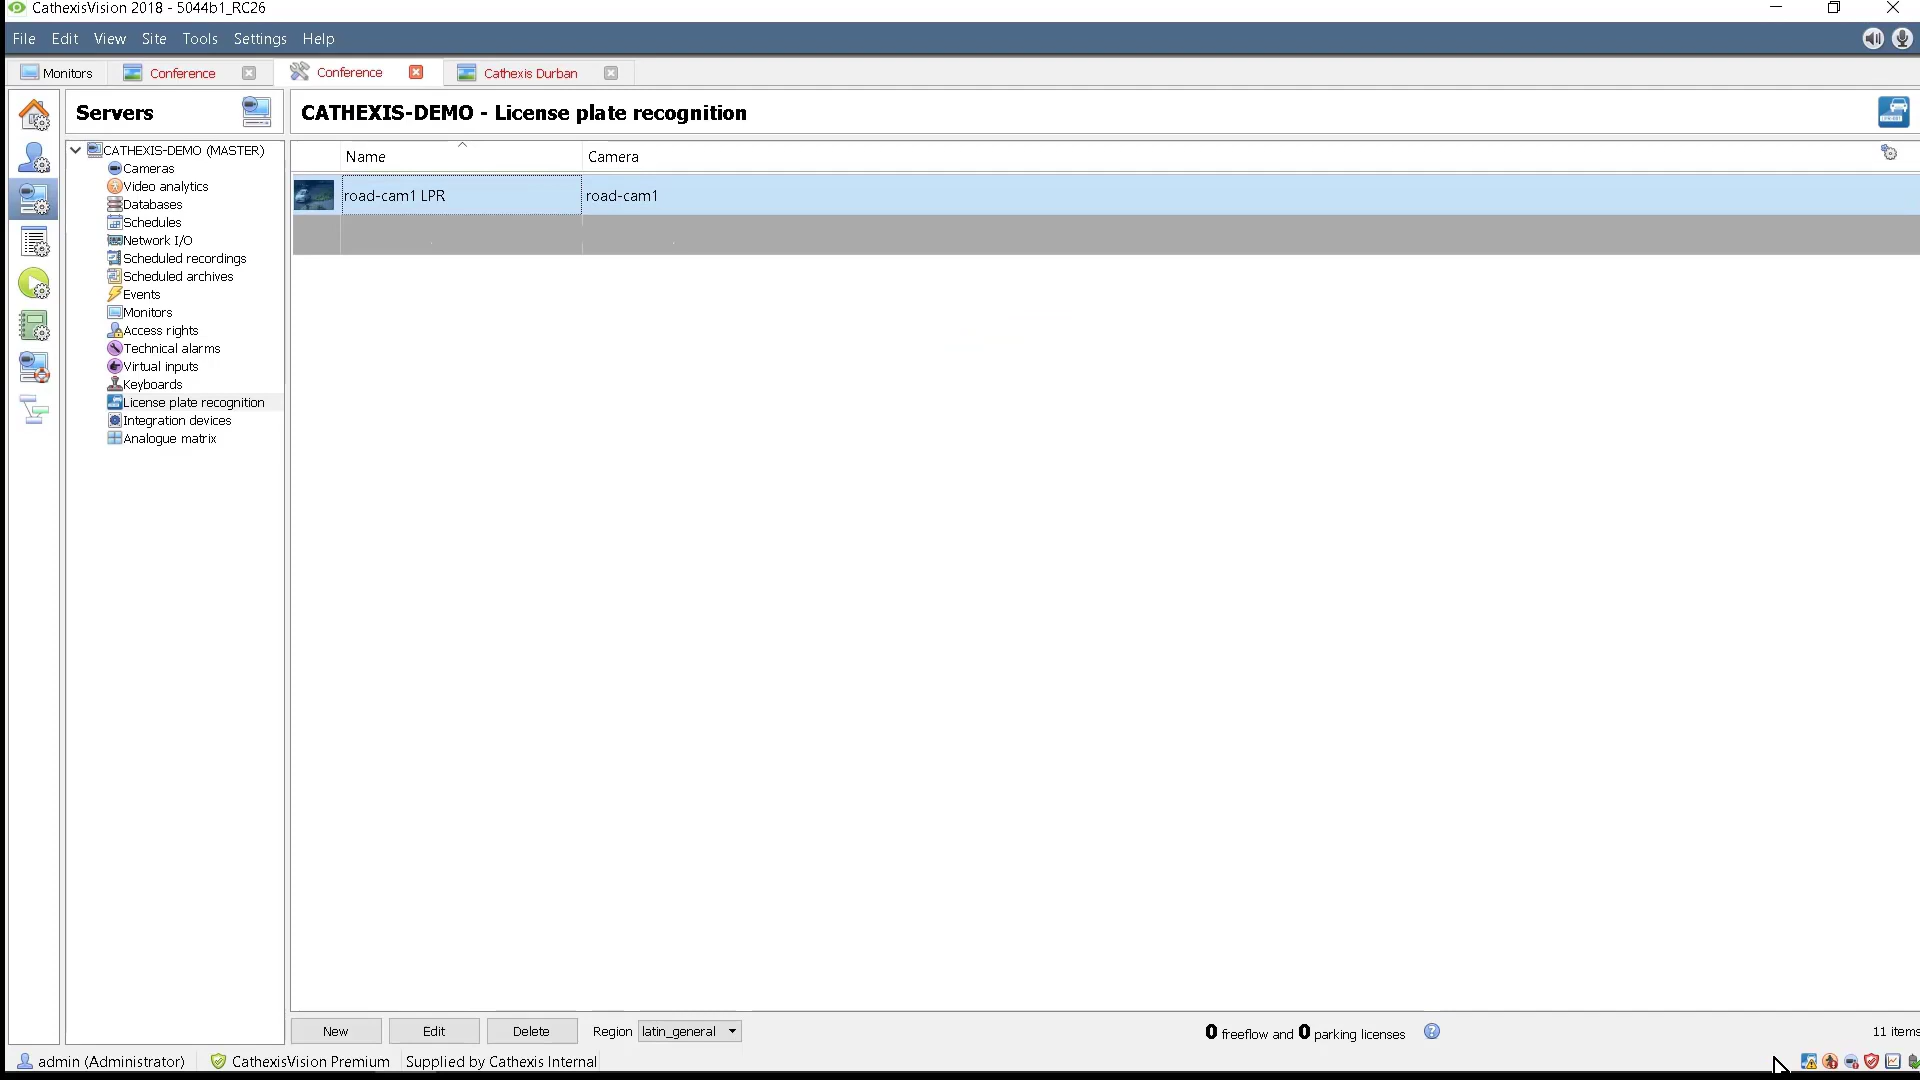 CathexisVision 2018 - 5044b1_RC26
File Edit View Site Tools Settings Help
Monitors Conference Conference Cathexis Durban
Servers
CATHEXIS-DEMO - License plate recognition
CATHEXIS-DEMO (MASTER)
Cameras
Video analytics
Databases
Schedules
Network I/O
Scheduled recordings
Scheduled archives
Events
Monitors
Access rights
Technical alarms
Virtual inputs
Keyboards
License plate recognition
Integration devices
Analogue matrix
Name Camera
road-cam1 LPR road-cam1
New Edit Delete Region latin_general 0 freeflow and 0 parking licenses 11 items
admin (Administrator) CathexisVision Premium Supplied by Cathexis Internal